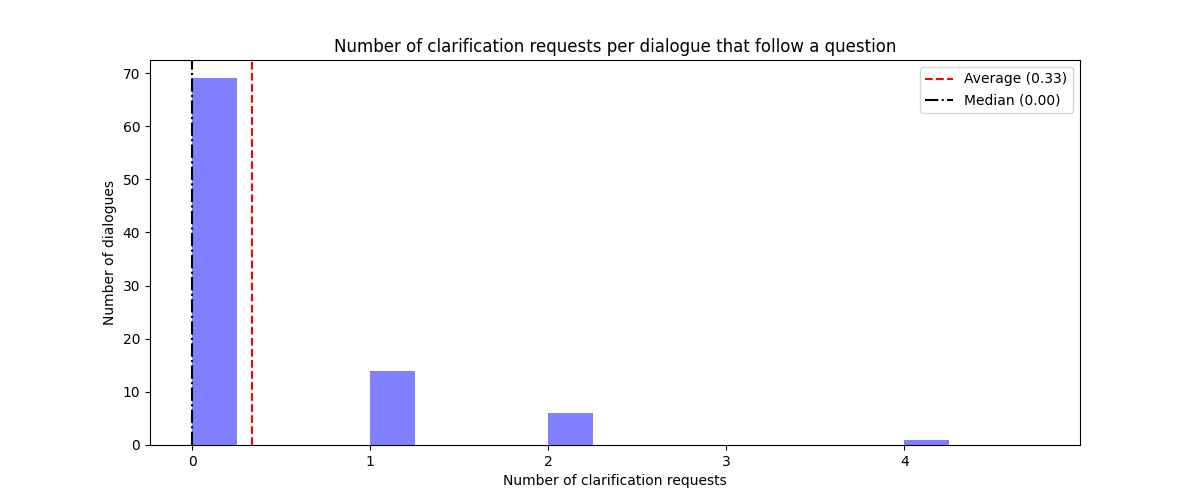 Number of clarification requests per dialogue that follow a question
Average (0.33)
Median (0.00)
Number of dialogues
70
60
50
40
30
20
10
0
0 1 2 3 4
Number of clarification requests